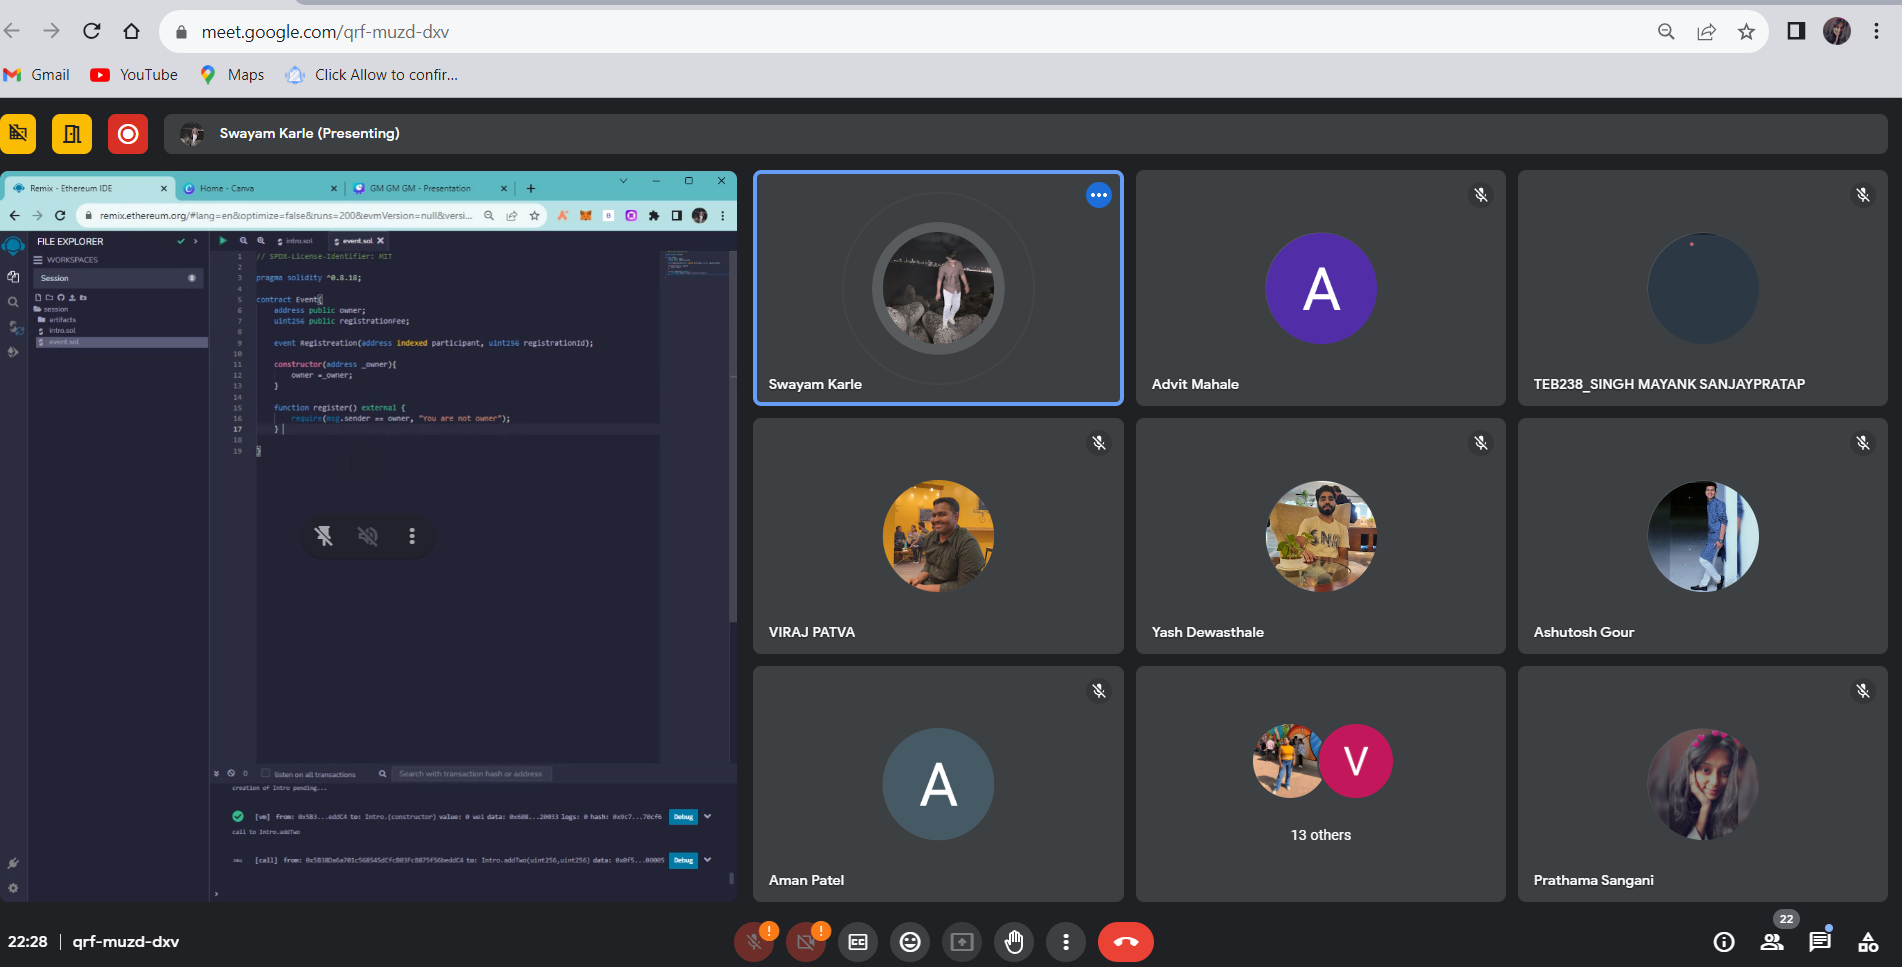 meet.google.com/qrf-muzd-dxv
Gmail
YouTube
Maps
Click Allow to confir...
Swayam Karle (Presenting)
Remix - Ethereum IDE
Home - Canva
GM GM GM - Presentation
remix.ethereum.org/#lang=en&optimize=false&runs=200&evmVersion=null&versi...
FILE EXPLORER
WORKSPACES
Session
session
artifacts
intro.sol
event.sol
intro.sol
event.sol
1 // SPDX-License-Identifier: MIT
2
3 pragma solidity ^0.8.18;
4
5 contract Event{
6 address public owner;
7 uint256 public registrationFee;
8
9 event Registreation(address indexed participant, uint256 registrationId);
10
11 constructor(address _owner){
12 owner =_owner;
13 }
14
15 function register() external {
16 require(msg.sender == owner, "You are not owner");
17 }
18
19 }
0
listen on all transactions
Search with transaction hash or address
creation of Intro pending...
[vm] from: 0x5B3...eddC4 to: Intro.(constructor) value: 0 wei data: 0x608...20033 logs: 0 hash: 0x9c7...70cf6
Debug
call to Intro.addTwo
[call] from: 0x5B38Da6a701c568545dCfcB03FcB875f56beddC4 to: Intro.addTwo(uint256,uint256) data: 0x0f5...00005
Debug
Swayam Karle
A
Advit Mahale
TEB238_SINGH MAYANK SANJAYPRATAP
VIRAJ PATVA
Yash Dewasthale
Ashutosh Gour
A
Aman Patel
V
13 others
Prathama Sangani
22:28
qrf-muzd-dxv
22